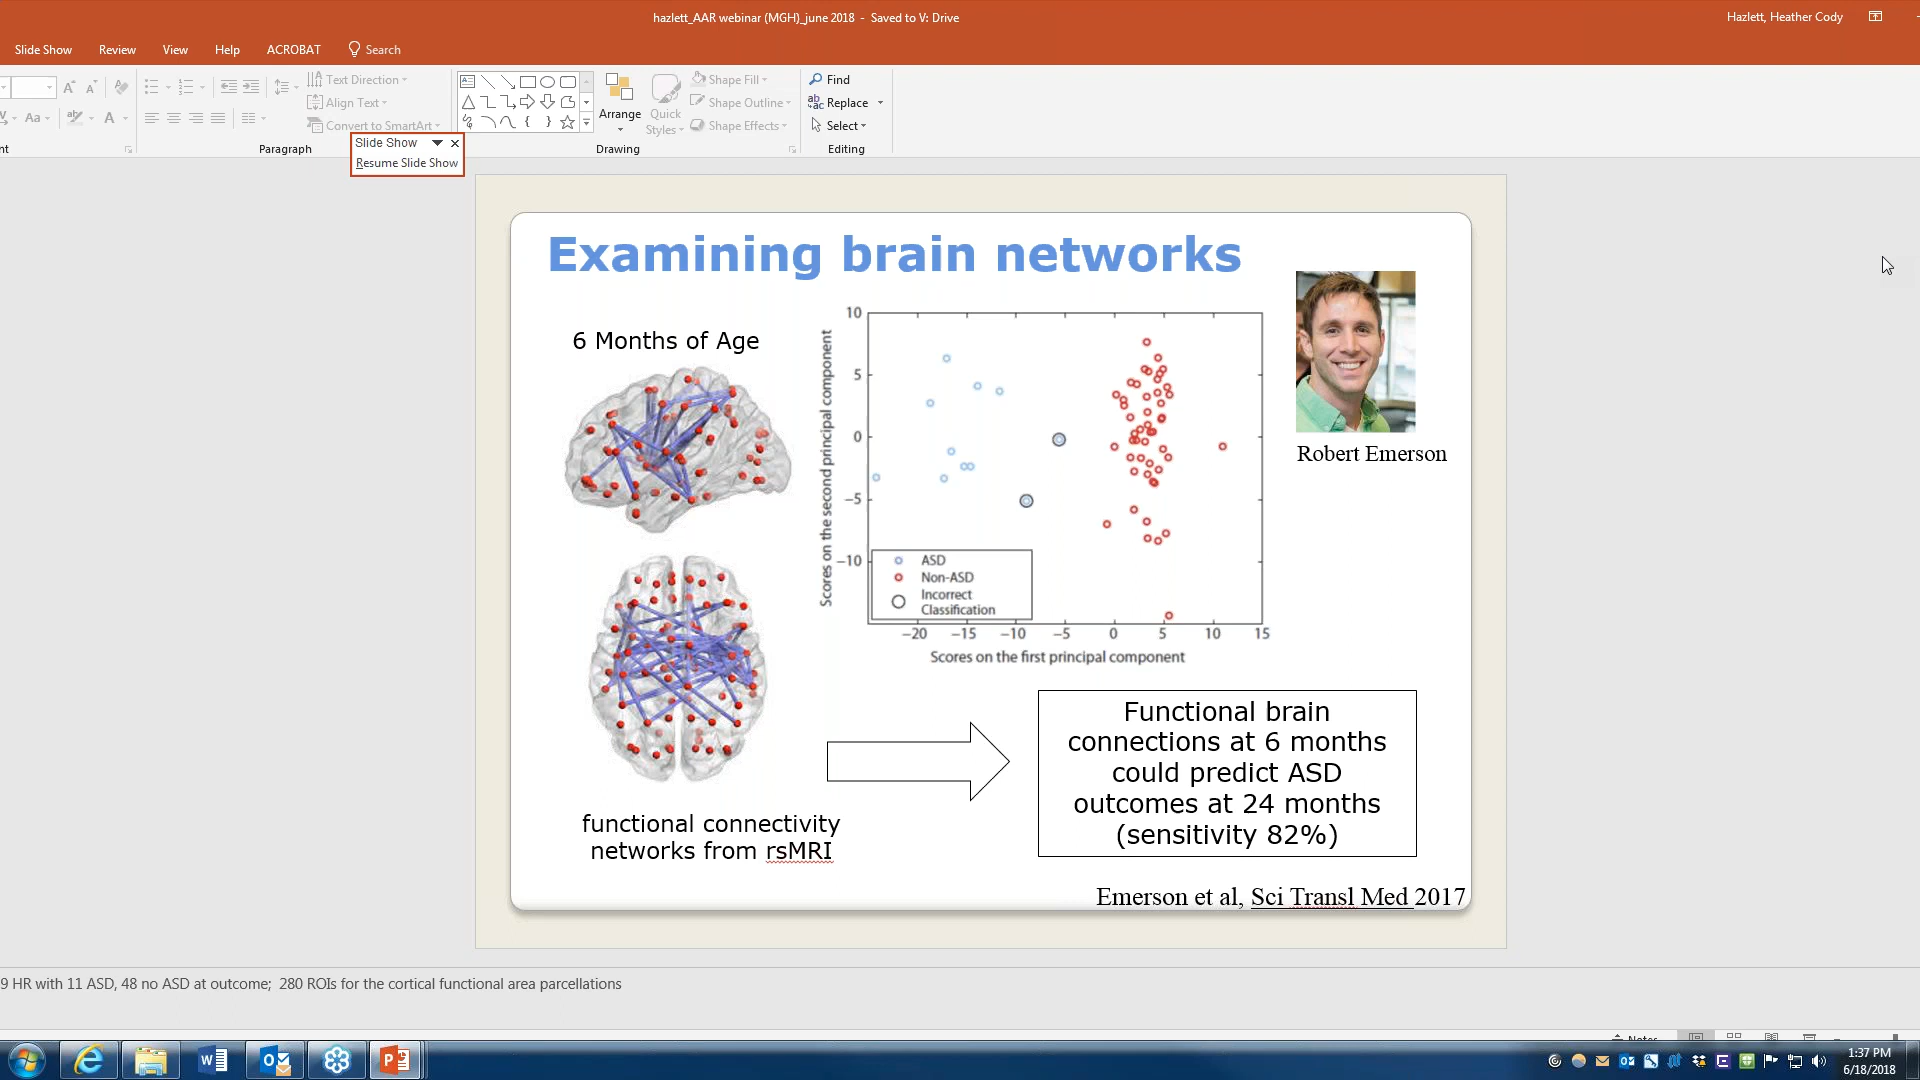 hazlett_AAR webinar (MGH)_june 2018 - Saved to V: Drive
Hazlett, Heather Cody
Slide Show Review View Help ACROBAT Search
Text Direction
Align Text
Convert to SmartArt
Aa
A
Paragraph
Arrange
Quick
Styles
Shape Fill
Shape Outline
Shape Effects
Drawing
Find
Replace
Select
Editing
Slide Show
Resume Slide Show
Examining brain networks
6 Months of Age
Scores on the second principal component
10
5
0
−5
−10
ASD
Non-ASD
Incorrect
Classification
−20 −15 −10 −5 0 5 10 15
Scores on the first principal component
Robert Emerson
functional connectivity
networks from rsMRI
Functional brain
connections at 6 months
could predict ASD
outcomes at 24 months
(sensitivity 82%)
Emerson et al, Sci Transl Med 2017
9 HR with 11 ASD, 48 no ASD at outcome; 280 ROIs for the cortical functional area parcellations
1:37 PM
6/18/2018